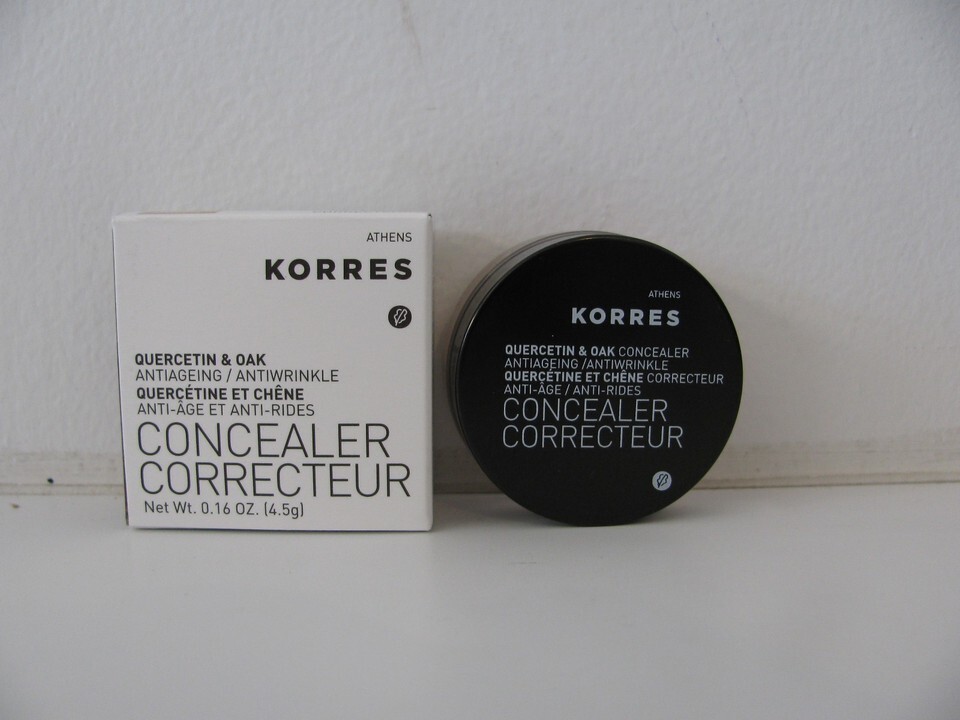 ATHENS
KORRES
QUERCETIN & OAK
ANTIAGEING / ANTIWRINKLE
QUERCÉTINE ET CHÊNE
ANTI-ÂGE ET ANTI-RIDES
CONCEALER
CORRECTEUR
Net Wt. 0.16 OZ. (4.5g)
ATHENS
KORRES
QUERCETIN & OAK CONCEALER
ANTIAGEING /ANTIWRINKLE
QUERCÉTINE ET CHÊNE CORRECTEUR
ANTI-ÂGE / ANTI-RIDES
CONCEALER
CORRECTEUR